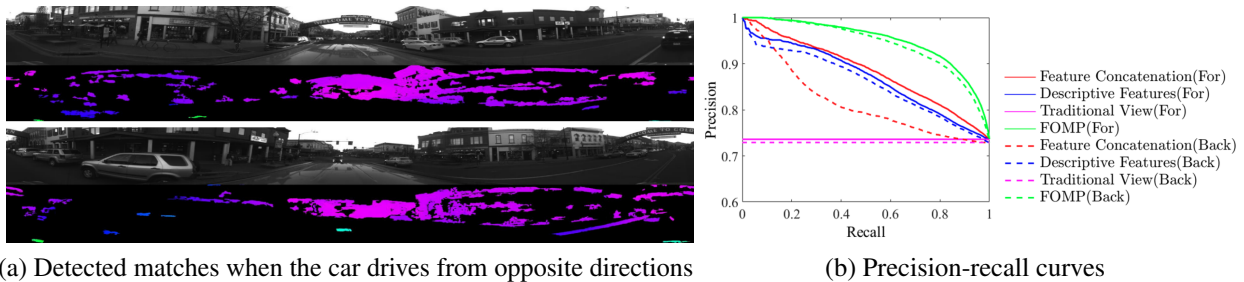 WELCOME TO
1
0.9
0.8
0.7
0.6
Precision
0 0.2 0.4 0.6 0.8 1
Recall
Feature Concatenation(For)
Descriptive Features(For)
Traditional View(For)
FOMP(For)
Feature Concatenation(Back)
Descriptive Features(Back)
Traditional View(Back)
FOMP(Back)
a) Detected matches when the car drives from opposite directions
(b) Precision-recall curves